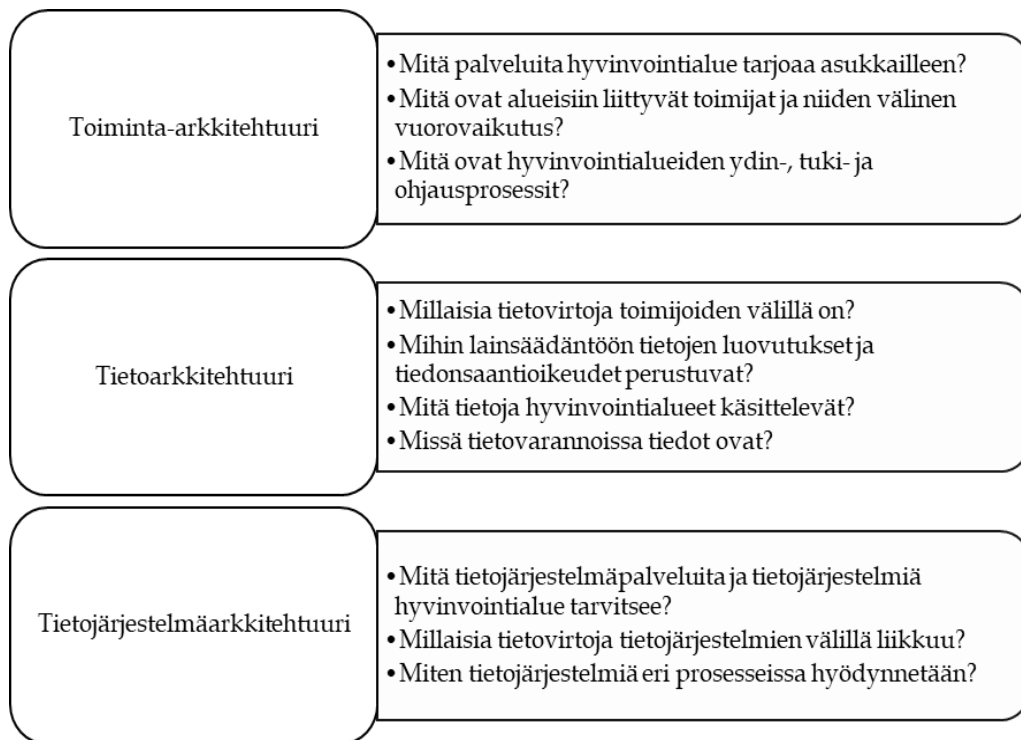 Toiminta-arkkitehtuuri
•Mitä palveluita hyvinvointialue tarjoaa asukkailleen?
•Mitä ovat alueisiin liittyvät toimijat ja niiden välinen
vuorovaikutus?
•Mitä ovat hyvinvointialueiden ydin-, tuki- ja
ohjausprosessit?
Tietoarkkitehtuuri
•Millaisia tietovirtoja toimijoiden välillä on?
•Mihin lainsäädäntöön tietojen luovutukset ja
tiedonsaantioikeudet perustuvat?
•Mitä tietoja hyvinvointialueet käsittelevät?
•Missä tietovarannoissa tiedot ovat?
Tietojärjestelmäarkkitehtuuri
•Mitä tietojärjestelmäpalveluita ja tietojärjestelmiä
hyvinvointialue tarvitsee?
•Millaisia tietovirtoja tietojärjestelmien välillä liikkuu?
•Miten tietojärjestelmiä eri prosesseissa hyödynnetään?